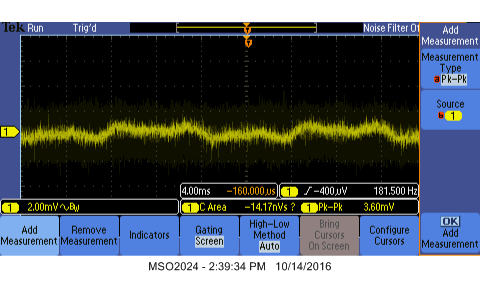 Tek Run Trig'd Noise Filter Of
Add
Measurement
Measurement
Type
a Pk-Pk
Source
b 1
1
4.00ms -160.000µs 1 -400µV 181.500 Hz
1 2.00mV BW 1 C Area -14.17nVs ? 1 Pk-Pk 3.60mV
Add
Measurement
Remove
Measurement
Indicators
Gating
Screen
High-Low
Method
Auto
Bring
Cursors
On Screen
Configure
Cursors
OK
Add
Measurement
MSO2024 - 2:39:34 PM 10/14/2016